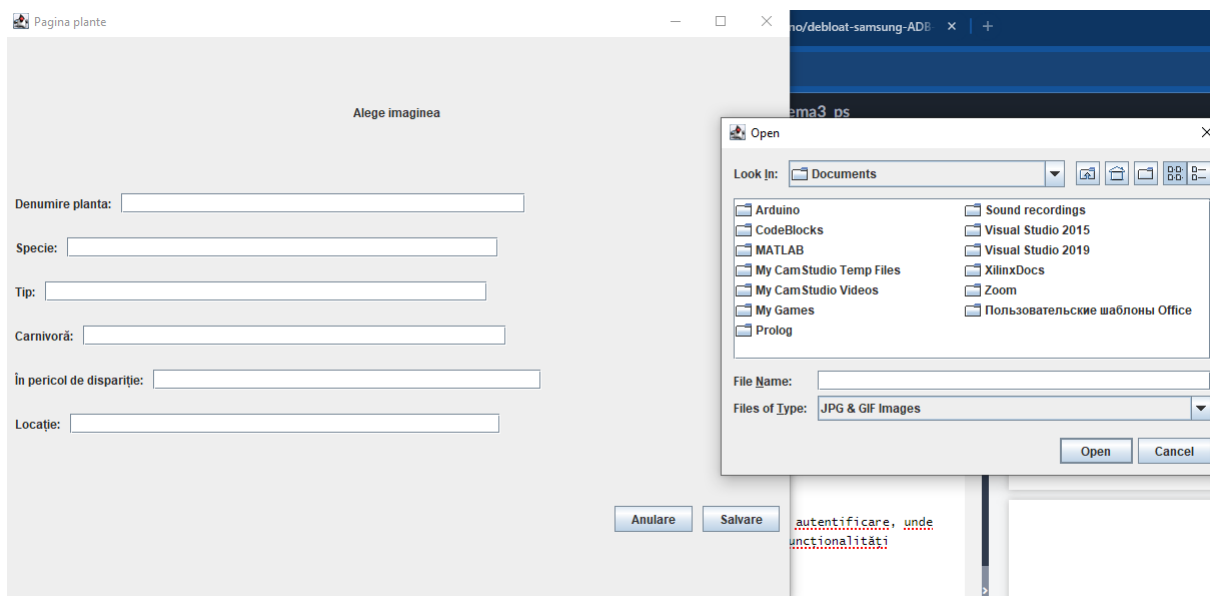 Pagina plante
Alege imaginea
Denumire planta:
Specie:
Tip:
Carnivoră:
În pericol de dispariție:
Locație:
Anulare
Salvare
no/debloat-samsung-ADB
ema3_ps
Open
Look In:
Documents
Arduino
CodeBlocks
MATLAB
My CamStudio Temp Files
My CamStudio Videos
My Games
Prolog
Sound recordings
Visual Studio 2015
Visual Studio 2019
XilinxDocs
Zoom
Пользовательские шаблоны Office
File Name:
Files of Type:
JPG & GIF Images
Open
Cancel
autentificare, unde
uncționalități